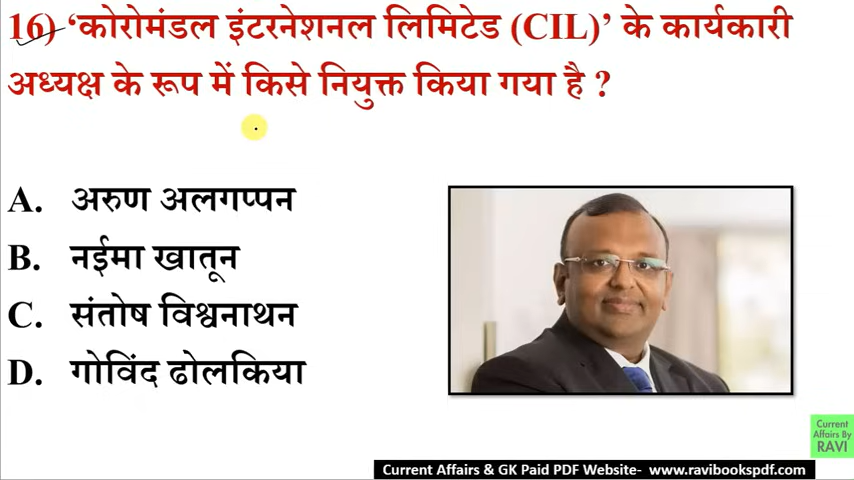 16) ‘कोरोमंडल इंटरनेशनल लिमिटेड (CIL)’ के कार्यकारी
अध्यक्ष के रूप में किसे नियुक्त किया गया है ?
A. अरुण अलगप्पन
B. नईमा खातून
C. संतोष विश्वनाथन
D. गोविंद ढोलकिया
Current
Affairs By
RAVI
Current Affairs & GK Paid PDF Website- www.ravibookspdf.com